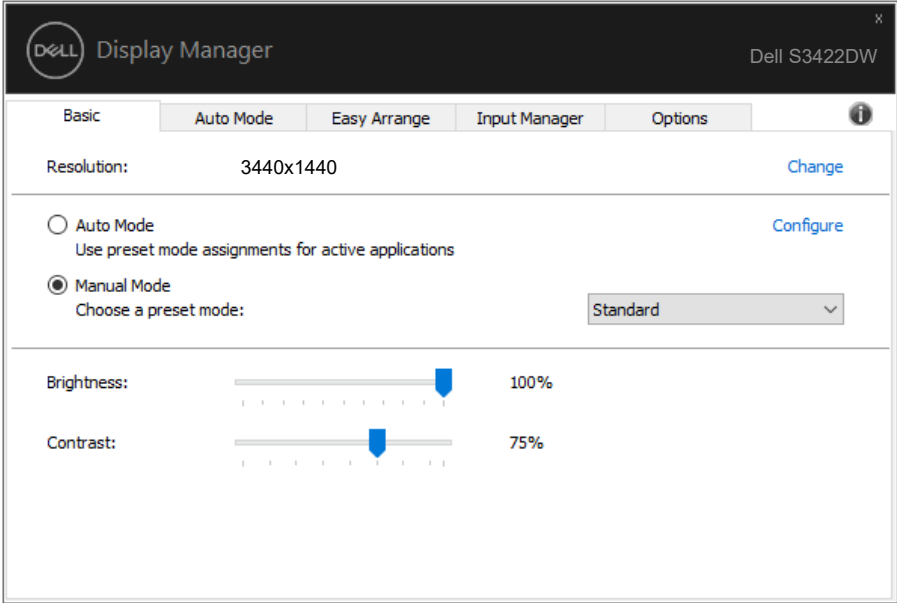 x
DELL Display Manager
Dell S3422DW
Basic Auto Mode Easy Arrange Input Manager Options i
Resolution: 3440x1440 Change
Auto Mode Configure
Use preset mode assignments for active applications
Manual Mode
Choose a preset mode: Standard
Brightness: 100%
Contrast: 75%